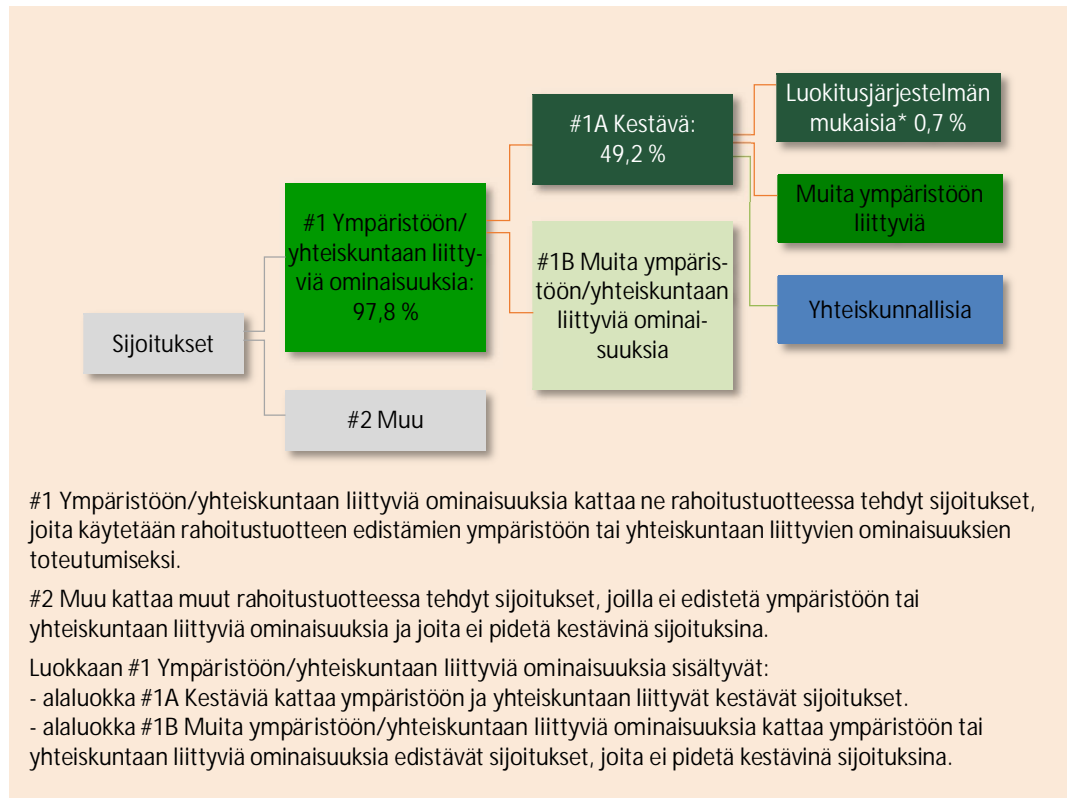 Sijoitukset
#1 Ympäristöön/
yhteiskuntaan liitty-
viä ominaisuuksia:
97,8 %
#2 Muu
#1A Kestävä:
49,2 %
#1B Muita ympäris-
töön/yhteiskuntaan
liittyviä ominai-
suuksia
Luokitusjärjestelmän
mukaisia* 0,7 %
Muita ympäristöön
liittyviä
Yhteiskunnallisia
#1 Ympäristöön/yhteiskuntaan liittyviä ominaisuuksia kattaa ne rahoitustuotteessa tehdyt sijoitukset,
joita käytetään rahoitustuotteen edistämien ympäristöön tai yhteiskuntaan liittyvien ominaisuuksien
toteutumiseksi.
#2 Muu kattaa muut rahoitustuotteessa tehdyt sijoitukset, joilla ei edistetä ympäristöön tai
yhteiskuntaan liittyviä ominaisuuksia ja joita ei pidetä kestävinä sijoituksina.
Luokkaan #1 Ympäristöön/yhteiskuntaan liittyviä ominaisuuksia sisältyvät:
- alaluokka #1A Kestäviä kattaa ympäristöön ja yhteiskuntaan liittyvät kestävät sijoitukset.
- alaluokka #1B Muita ympäristöön/yhteiskuntaan liittyviä ominaisuuksia kattaa ympäristöön tai
yhteiskuntaan liittyviä ominaisuuksia edistävät sijoitukset, joita ei pidetä kestävinä sijoituksina.